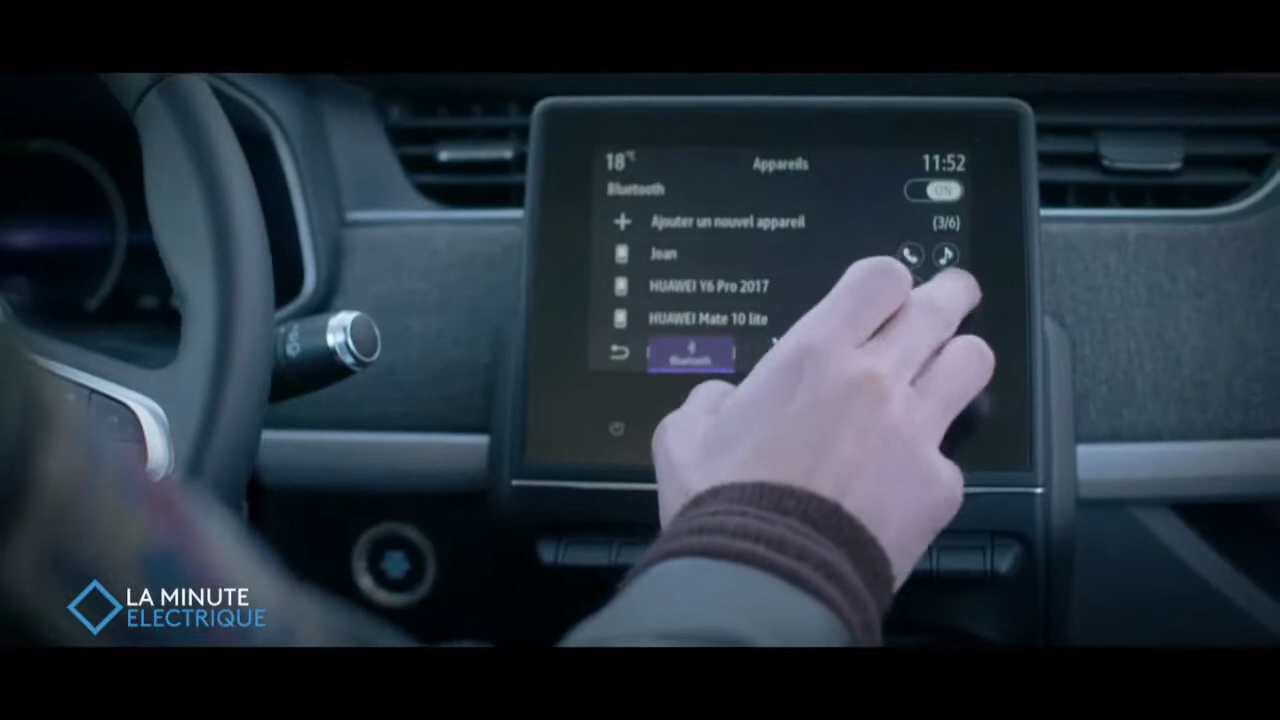 18°C Appareils 11:52
Bluetooth ON
Ajouter un nouvel appareil (3/6)
Joan
HUAWEI Y6 Pro 2017
HUAWEI Mate 10 lite
Bluetooth
LA MINUTE
ELECTRIQUE